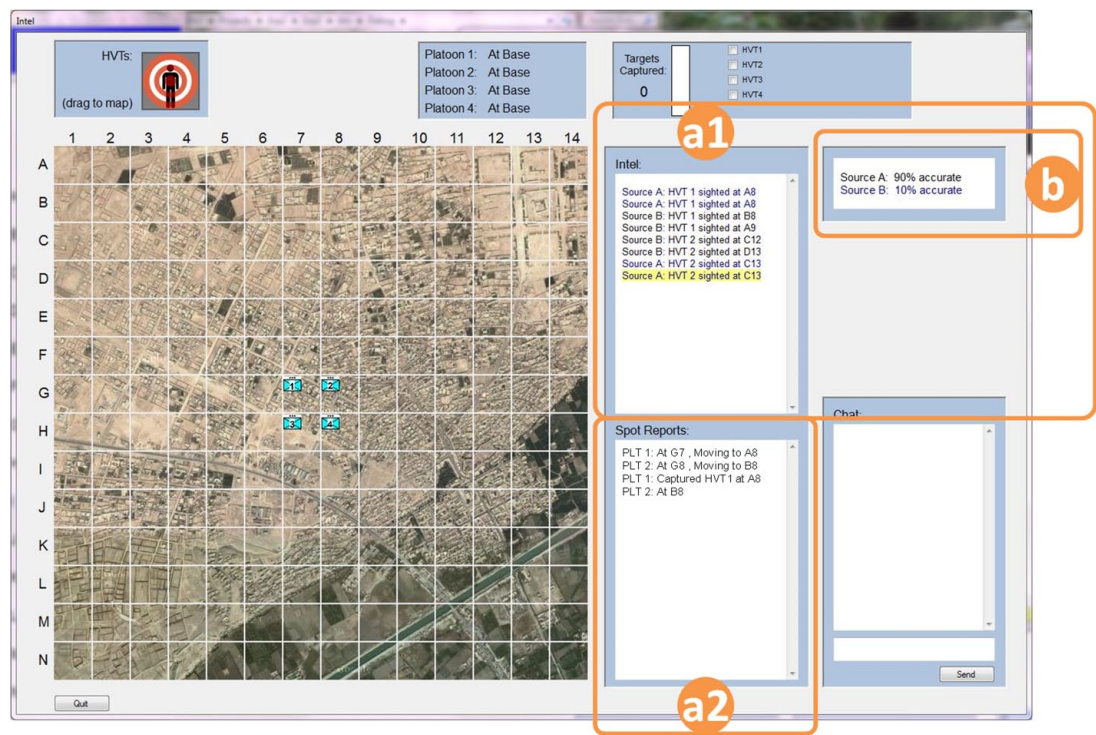 Intel
HVTs:
(drag to map)
Platoon 1: At Base
Platoon 2: At Base
Platoon 3: At Base
Platoon 4: At Base
Targets
Captured:
0
HVT1
HVT2
HVT3
HVT4
a1
b
1 2 3 4 5 6 7 8 9 10 11 12 13 14
A
B
C
D
E
F
G
H
I
J
K
L
M
N
1 2
3 4
Intel:
Source A: HVT 1 sighted at A8
Source A: HVT 1 sighted at A8
Source B: HVT 1 sighted at B8
Source B: HVT 1 sighted at A9
Source B: HVT 2 sighted at C12
Source B: HVT 2 sighted at D13
Source A: HVT 2 sighted at C13
Source A: HVT 2 sighted at C13
Source A: 90% accurate
Source B: 10% accurate
Spot Reports:
PLT 1: At G7 , Moving to A8
PLT 2: At G8 , Moving to B8
PLT 1: Captured HVT1 at A8
PLT 2: At B8
a2
Chat:
Send
Quit